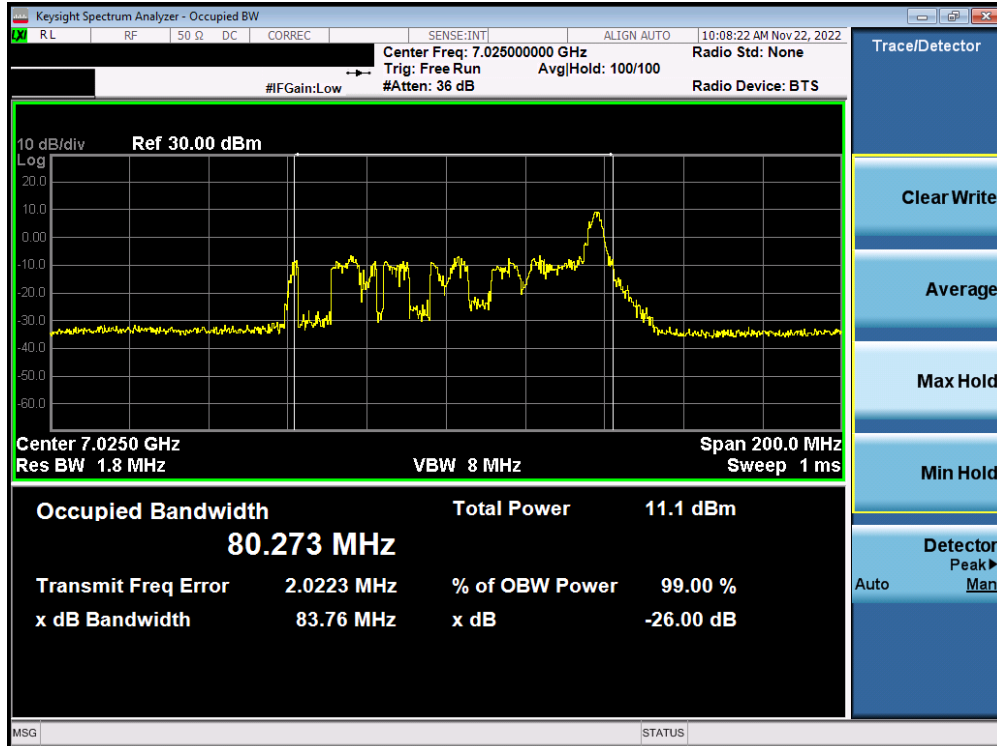 Keysight Spectrum Analyzer - Occupied BW
LXI RL RF 50 Ω DC CORREC SENSE:INT ALIGN AUTO 10:08:22 AM Nov 22, 2022
Center Freq: 7.025000000 GHz Radio Std: None
Trig: Free Run Avg|Hold: 100/100
#IFGain:Low #Atten: 36 dB Radio Device: BTS
10 dB/div Ref 30.00 dBm
Log
20.0
10.0
0.00
-10.0
-20.0
-30.0
-40.0
-50.0
-60.0
Center 7.0250 GHz Span 200.0 MHz
Res BW 1.8 MHz VBW 8 MHz Sweep 1 ms
Occupied Bandwidth Total Power 11.1 dBm
80.273 MHz
Transmit Freq Error 2.0223 MHz % of OBW Power 99.00 %
x dB Bandwidth 83.76 MHz x dB -26.00 dB
MSG STATUS
Trace/Detector
Clear Write
Average
Max Hold
Min Hold
Detector
Peak▶
Auto Man